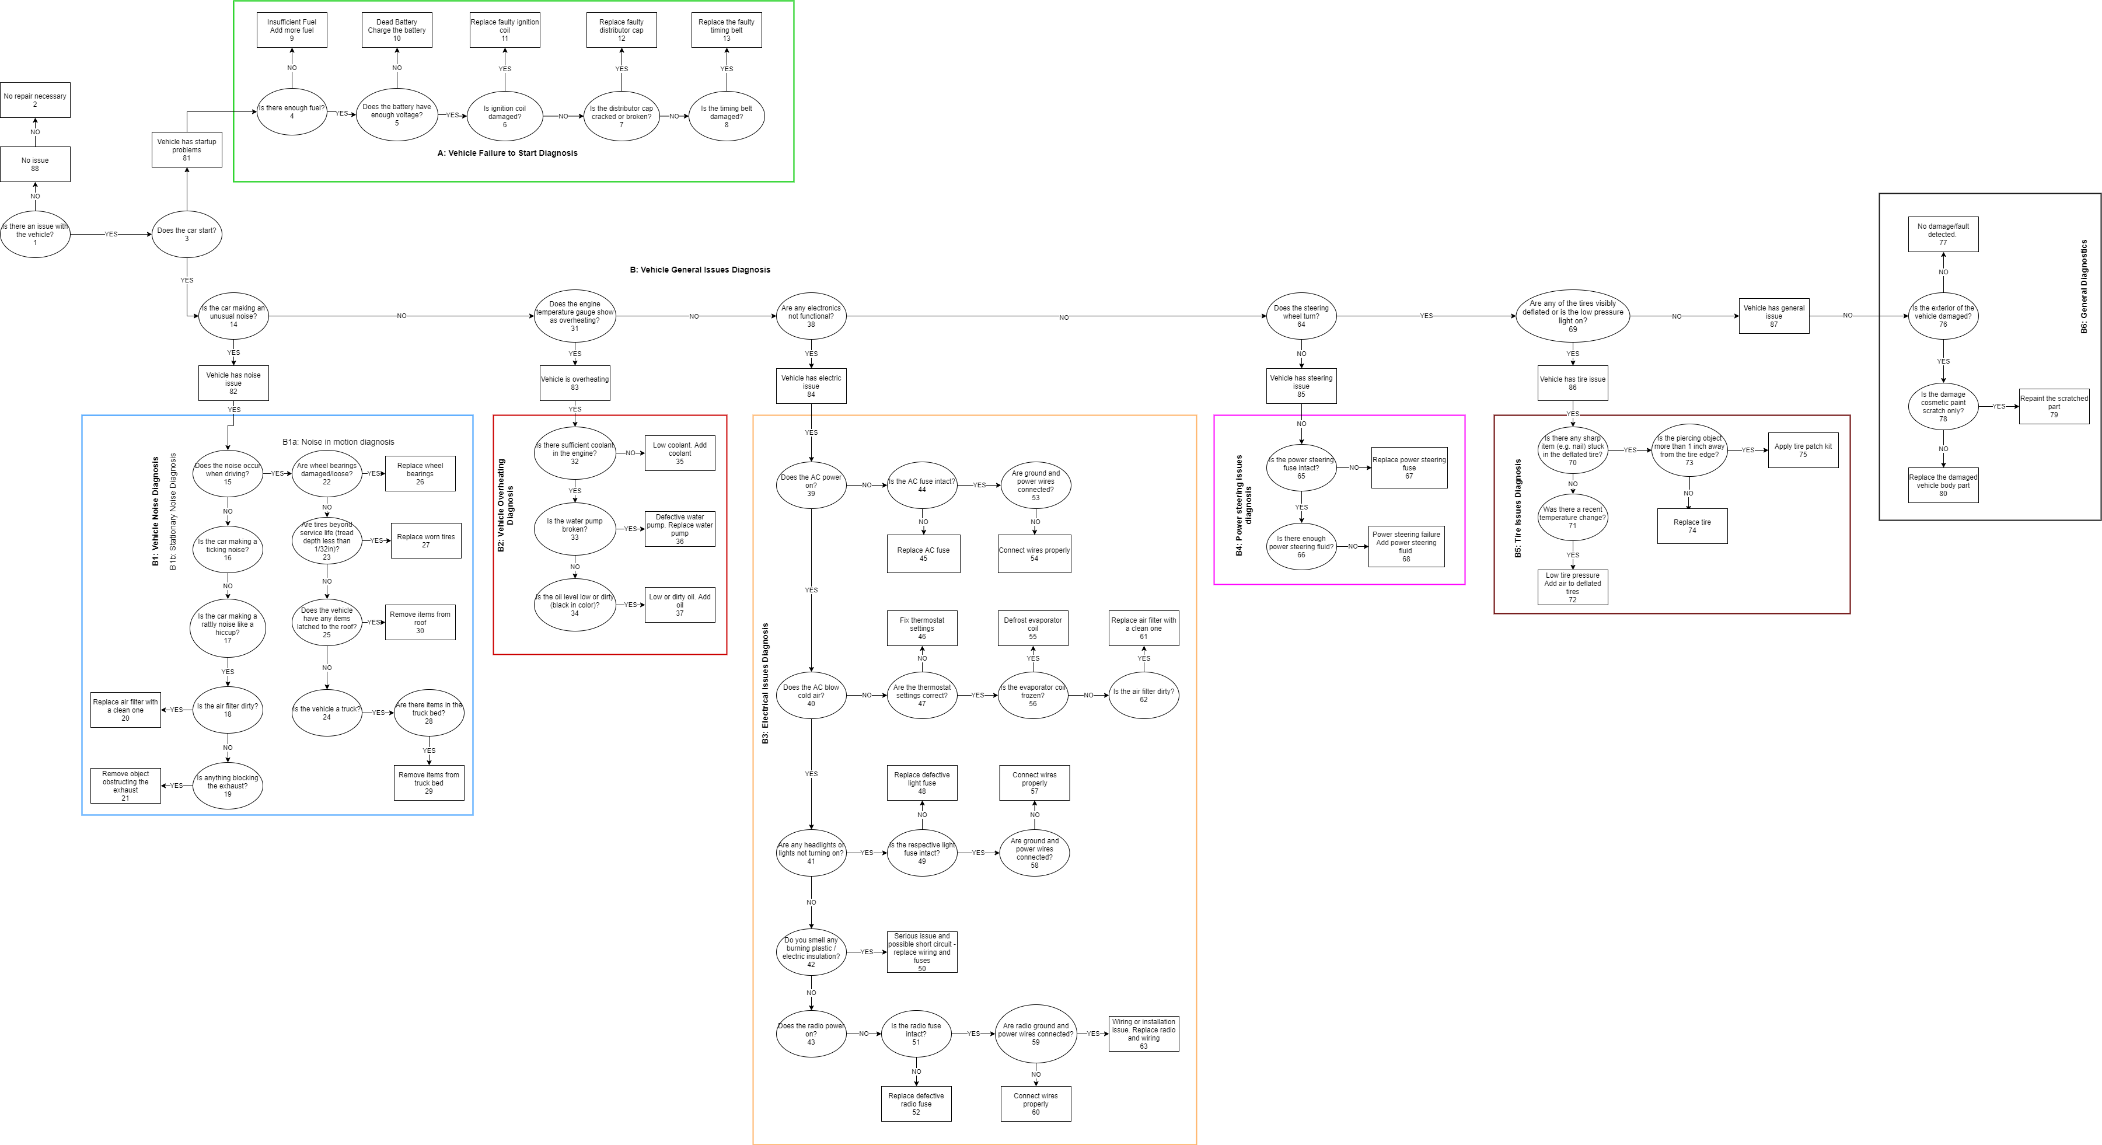 Insufficient Fuel
Add more fuel
9
Dead Battery
Charge the battery
10
Replace faulty ignition
coil
11
Replace faulty
distributor cap
12
Replace the faulty
timing belt
13
NO
NO
YES
YES
YES
Is there enough fuel?
4
YES
Does the battery have
enough voltage?
5
YES
Is ignition coil
damaged?
6
NO
Is the distributor cap
cracked or broken?
7
NO
Is the timing belt
damaged?
8
A: Vehicle Failure to Start Diagnosis
No repair necessary
2
NO
No issue
88
NO
Is there an issue with
the vehicle?
1
YES
Vehicle has startup
problems
81
Does the car start?
3
YES
B: Vehicle General Issues Diagnosis
Is the car making an
unusual noise?
14
NO
Does the engine
temperature gauge show
as overheating?
31
NO
Are any electronics
not functional?
38
NO
Does the steering
wheel turn?
64
YES
Are any of the tires visibly
deflated or is the low pressure
light on?
69
NO
Vehicle has general
issue
87
NO
YES
Vehicle has noise
issue
82
YES
YES
Vehicle is overheating
83
YES
YES
Vehicle has electric
issue
84
YES
NO
Vehicle has steering
issue
85
NO
YES
Vehicle has tire issue
86
YES
B1: Vehicle Noise Diagnosis
B1b: Stationary Noise Diagnosis
B1a: Noise in motion diagnosis
Does the noise occur
when driving?
15
YES
Are wheel bearings
damaged/loose?
22
YES
Replace wheel
bearings
26
NO
NO
Is the car making a
ticking noise?
16
Are tires beyond
service life (tread
depth less than
1/32in)?
23
YES
Replace worn tires
27
NO
NO
Is the car making a
rattly noise like a
hiccup?
17
Does the vehicle
have any items
latched to the roof?
25
YES
Remove items from
roof
30
YES
NO
Replace air filter with
a clean one
20
YES
Is the air filter dirty?
18
Is the vehicle a truck?
24
YES
Are there items in the
truck bed?
28
NO
YES
Remove object
obstructing the
exhaust
21
YES
Is anything blocking
the exhaust?
19
Remove items from
truck bed
29
B2: Vehicle Overheating
Diagnosis
Is there sufficient coolant
in the engine?
32
NO
Low coolant. Add
coolant
35
YES
Is the water pump
broken?
33
YES
Defective water
pump. Replace water
pump
36
NO
Is the oil level low or dirty
(black in color)?
34
YES
Low or dirty oil. Add
oil
37
B3: Electrical Issues Diagnosis
Does the AC power
on?
39
NO
Is the AC fuse intact?
44
YES
Are ground and
power wires
connected?
53
NO
NO
Replace AC fuse
45
Connect wires properly
54
YES
Fix thermostat
settings
46
Defrost evaporator
coil
55
Replace air filter with
a clean one
61
NO
YES
YES
Does the AC blow
cold air?
40
NO
Are the thermostat
settings correct?
47
YES
Is the evaporator coil
frozen?
56
NO
Is the air filter dirty?
62
YES
Replace defective
light fuse
48
Connect wires
properly
57
NO
NO
Are any headlights or
lights not turning on?
41
YES
Is the respective light
fuse intact?
49
YES
Are ground and
power wires
connected?
58
NO
Do you smell any
burning plastic /
electric insulation?
42
YES
Serious issue and
possible short circuit -
replace wiring and
fuses
50
NO
Does the radio power
on?
43
NO
Is the radio fuse
intact?
51
YES
Are radio ground and
power wires connected?
59
YES
Wiring or installation
issue. Replace radio
and wiring
63
NO
NO
Replace defective
radio fuse
52
Connect wires
properly
60
B4: Power steering Issues
diagnosis
Is the power steering
fuse intact?
65
NO
Replace power steering
fuse
67
YES
Is there enough
power steering fluid?
66
NO
Power steering failure
Add power steering
fluid
68
B5: Tire Issues Diagnosis
Is there any sharp
item (e.g. nail) stuck
in the deflated tire?
70
YES
Is the piercing object
more than 1 inch away
from the tire edge?
73
YES
Apply tire patch kit
75
NO
NO
Was there a recent
temperature change?
71
Replace tire
74
YES
Low tire pressure
Add air to deflated
tires
72
B6: General Diagnostics
No damage/fault
detected.
77
NO
Is the exterior of the
vehicle damaged?
76
YES
Is the damage
cosmetic paint
scratch only?
78
YES
Repaint the scratched
part
79
NO
Replace the damaged
vehicle body part
80